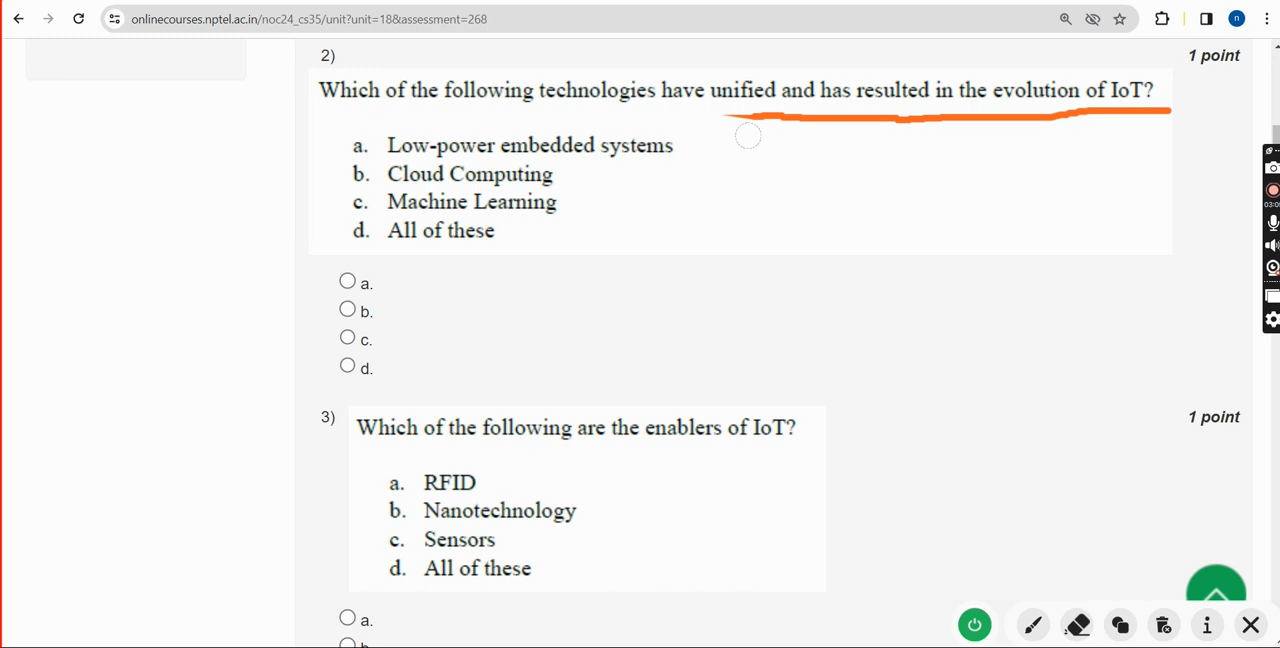 onlinecourses.nptel.ac.in/noc24_cs35/unit?unit=18&assessment=268
n
2)
1 point
Which of the following technologies have unified and has resulted in the evolution of IoT?
a. Low-power embedded systems
b. Cloud Computing
c. Machine Learning
d. All of these
a.
b.
c.
d.
3)
1 point
Which of the following are the enablers of IoT?
a. RFID
b. Nanotechnology
c. Sensors
d. All of these
a.